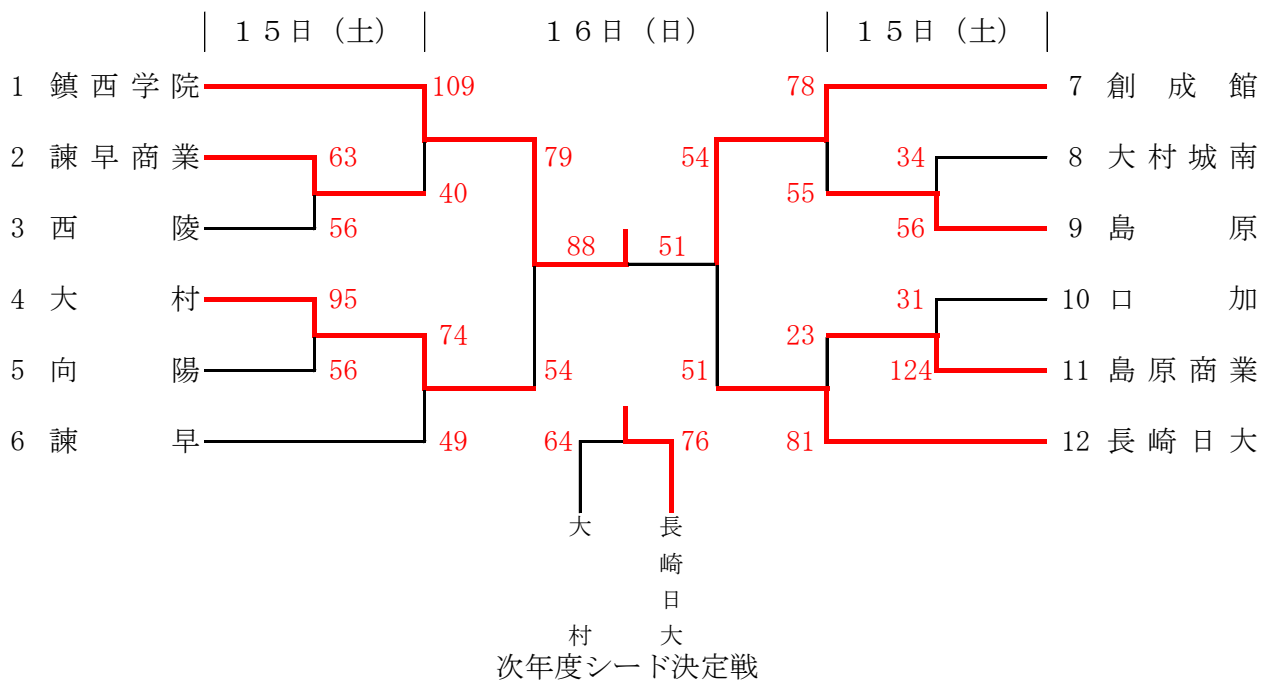 １５日（土） １６日（日） １５日（土）
1 鎮西学院 109 78 7 創成館
2 諫早商業 63 79 54 34 8 大村城南
40 55
3 西陵 56 56 9 島原
88 51
4 大村 95 31 10 口加
74 23
5 向陽 56 54 51 124 11 島原商業
6 諫早 49 64 76 81 12 長崎日大
大村 長崎日大
次年度シード決定戦